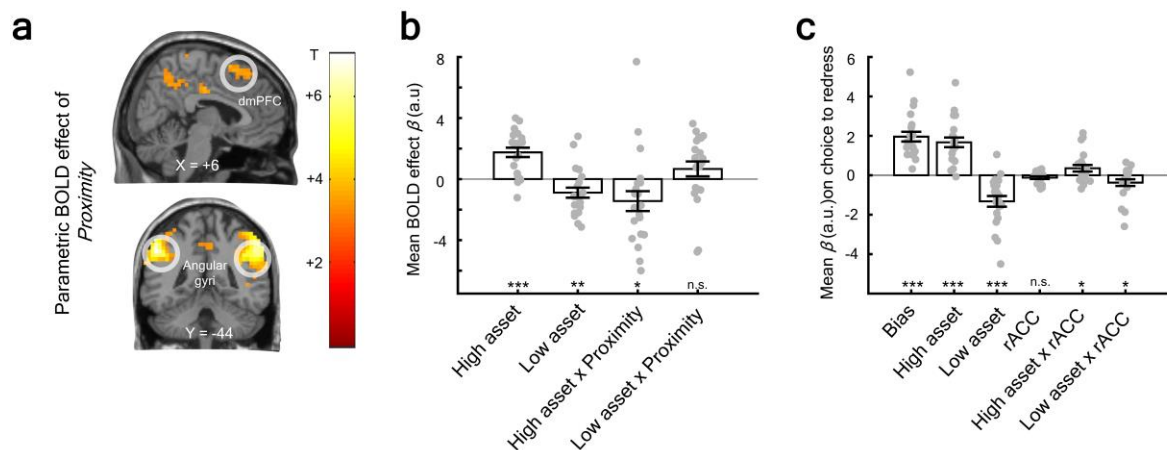 a
Parametric BOLD effect of
Proximity
dmPFC
X = +6
Angular
gyri
Y = -44
T
+6
+4
+2
b
Mean BOLD effect β (a.u)
8
4
0
-4
***
**
*
n.s.
High asset
Low asset
High asset x Proximity
Low asset x Proximity
c
Mean β (a.u.)on choice to redress
6
4
2
0
-2
-4
-6
***
***
***
n.s.
*
*
Bias
High asset
Low asset
rACC
High asset x rACC
Low asset x rACC